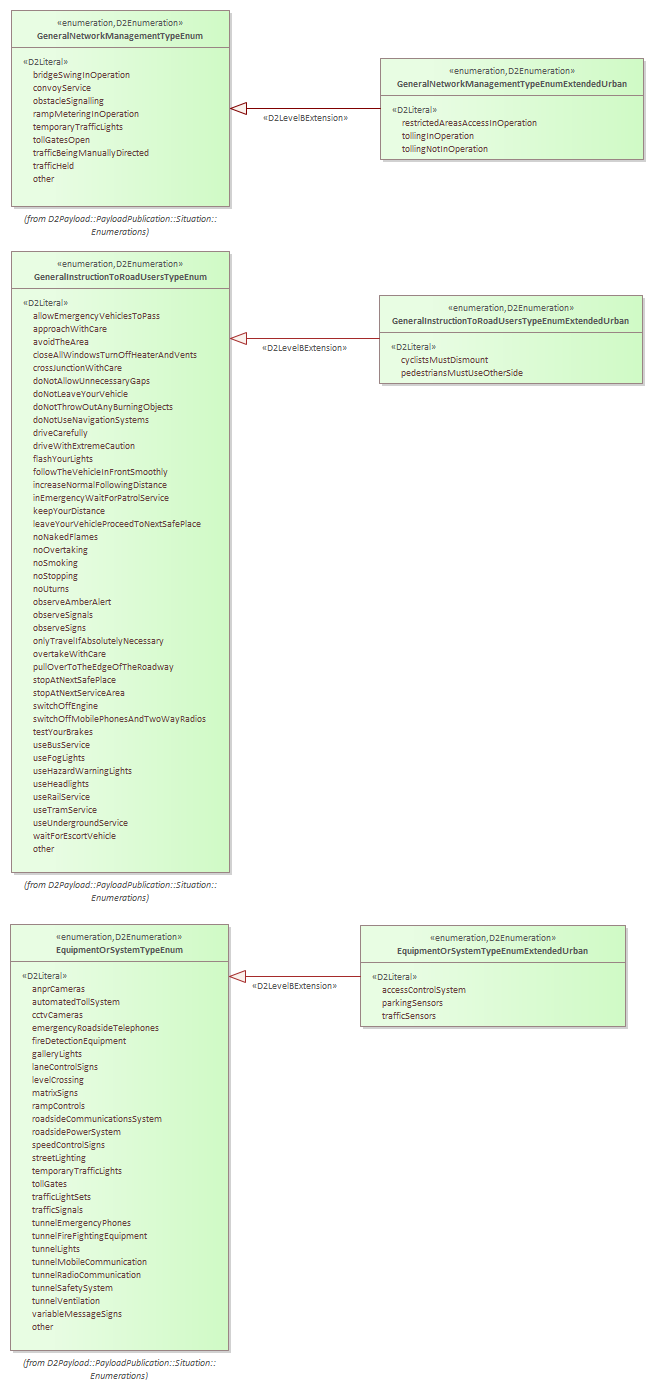 «enumeration,D2Enumeration»
GeneralNetworkManagementTypeEnum
«D2Literal»
bridgeSwingInOperation
convoyService
obstacleSignalling
rampMeteringInOperation
temporaryTrafficLights
tollGatesOpen
trafficBeingManuallyDirected
trafficHeld
other
(from D2Payload::PayloadPublication::Situation::
Enumerations)
«D2LevelBExtension»
«enumeration,D2Enumeration»
GeneralNetworkManagementTypeEnumExtendedUrban
«D2Literal»
restrictedAreasAccessInOperation
tollingInOperation
tollingNotInOperation
«enumeration,D2Enumeration»
GeneralInstructionToRoadUsersTypeEnum
«D2Literal»
allowEmergencyVehiclesToPass
approachWithCare
avoidTheArea
closeAllWindowsTurnOffHeaterAndVents
crossJunctionWithCare
doNotAllowUnnecessaryGaps
doNotLeaveYourVehicle
doNotThrowOutAnyBurningObjects
doNotUseNavigationSystems
driveCarefully
driveWithExtremeCaution
flashYourLights
followTheVehicleInFrontSmoothly
increaseNormalFollowingDistance
inEmergencyWaitForPatrolService
keepYourDistance
leaveYourVehicleProceedToNextSafePlace
noNakedFlames
noOvertaking
noSmoking
noStopping
noUturns
observeAmberAlert
observeSignals
observeSigns
onlyTravelIfAbsolutelyNecessary
overtakeWithCare
pullOverToTheEdgeOfTheRoadway
stopAtNextSafePlace
stopAtNextServiceArea
switchOffEngine
switchOffMobilePhonesAndTwoWayRadios
testYourBrakes
useBusService
useFogLights
useHazardWarningLights
useHeadlights
useRailService
useTramService
useUndergroundService
waitForEscortVehicle
other
(from D2Payload::PayloadPublication::Situation::
Enumerations)
«D2LevelBExtension»
«enumeration,D2Enumeration»
GeneralInstructionToRoadUsersTypeEnumExtendedUrban
«D2Literal»
cyclistsMustDismount
pedestriansMustUseOtherSide
«enumeration,D2Enumeration»
EquipmentOrSystemTypeEnum
«D2Literal»
anprCameras
automatedTollSystem
cctvCameras
emergencyRoadsideTelephones
fireDetectionEquipment
galleryLights
laneControlSigns
levelCrossing
matrixSigns
rampControls
roadsideCommunicationsSystem
roadsidePowerSystem
speedControlSigns
streetLighting
temporaryTrafficLights
tollGates
trafficLightSets
trafficSignals
tunnelEmergencyPhones
tunnelFireFightingEquipment
tunnelLights
tunnelMobileCommunication
tunnelRadioCommunication
tunnelSafetySystem
tunnelVentilation
variableMessageSigns
other
(from D2Payload::PayloadPublication::Situation::
Enumerations)
«D2LevelBExtension»
«enumeration,D2Enumeration»
EquipmentOrSystemTypeEnumExtendedUrban
«D2Literal»
accessControlSystem
parkingSensors
trafficSensors